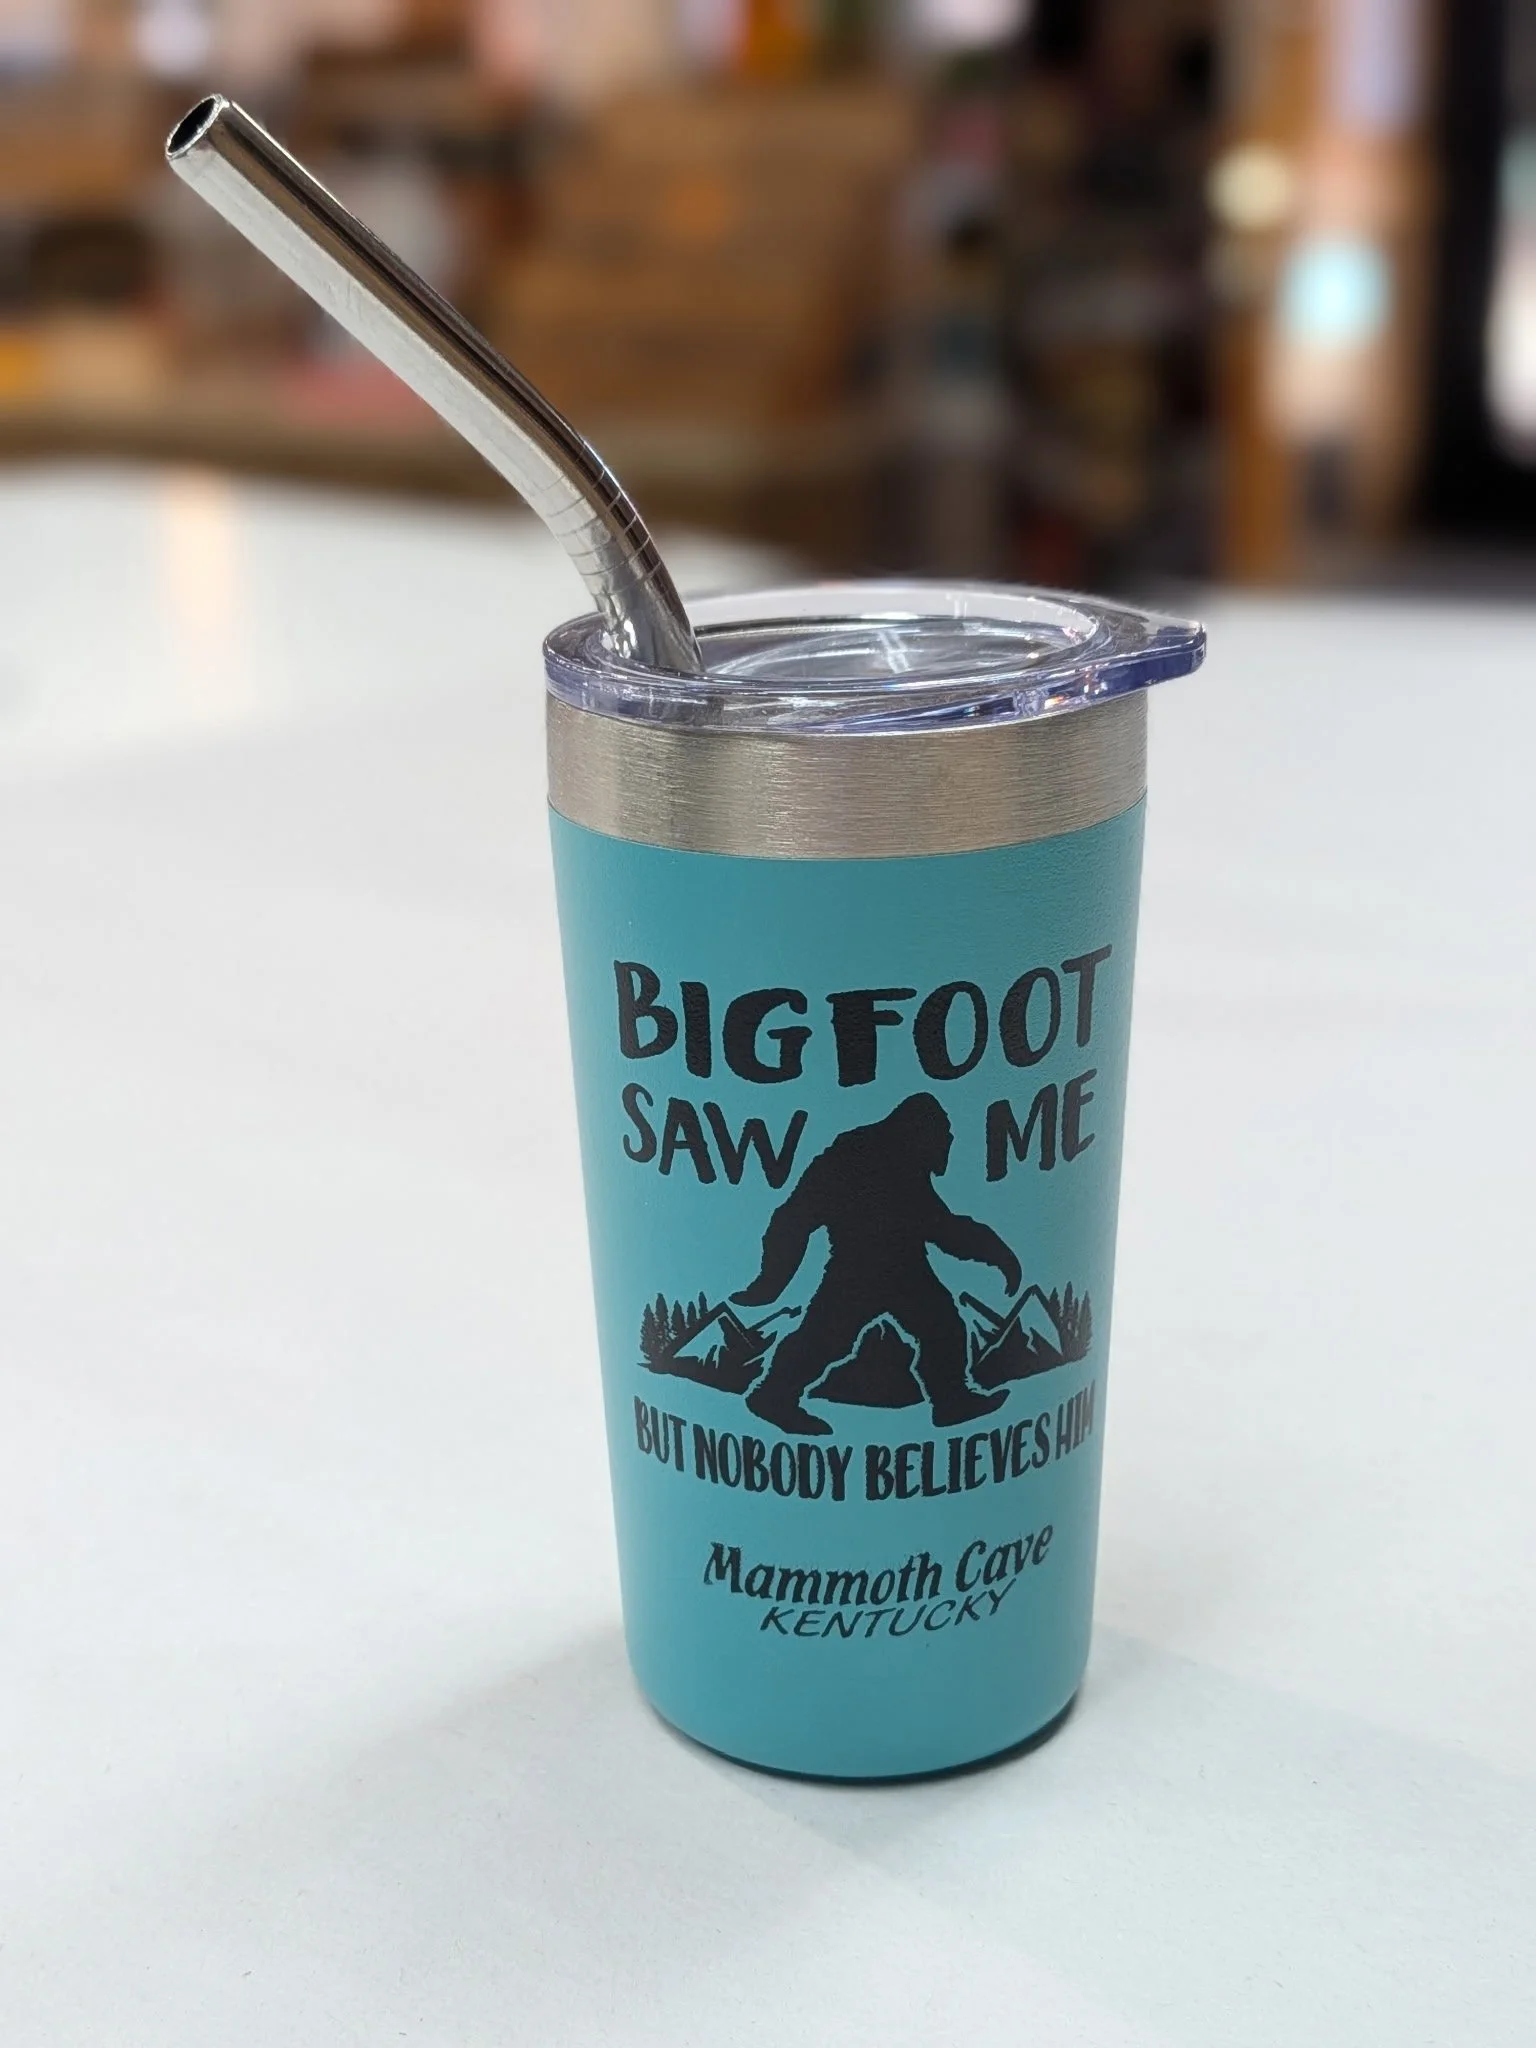 BIGFOOT
SAW ME
BUT NOBODY BELIEVES HIM
Mammoth Cave
KENTUCKY